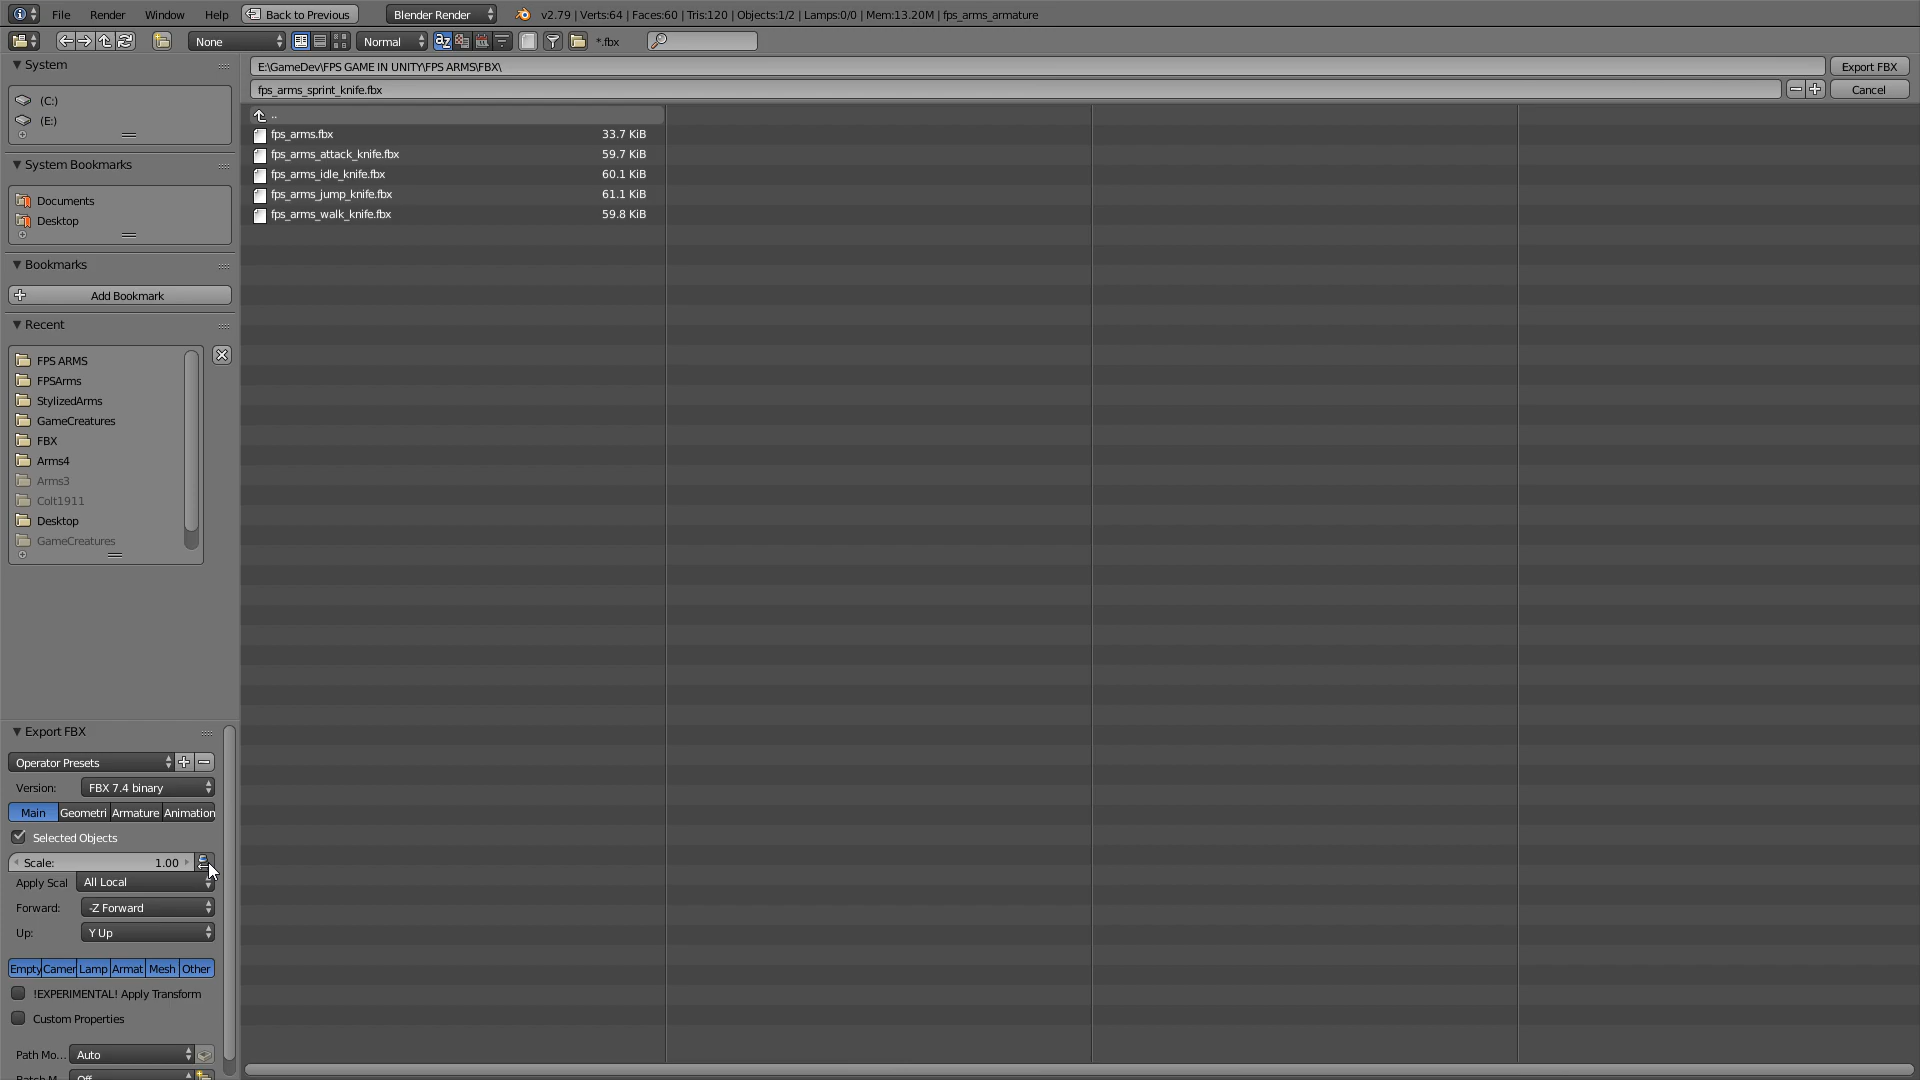 File Render Window Help Back to Previous Blender Render v2.79 | Verts:64 | Faces:60 | Tris:120 | Objects:1/2 | Lamps:0/0 | Mem:13.20M | fps_arms_armature
None Normal *.fbx
System
(C:)
(E:)
System Bookmarks
Documents
Desktop
Bookmarks
Add Bookmark
Recent
FPS ARMS
FPSArms
StylizedArms
GameCreatures
FBX
Arms4
Arms3
Colt1911
Desktop
GameCreatures
E:\GameDev\FPS GAME IN UNITY\FPS ARMS\FBX\ Export FBX
fps_arms_sprint_knife.fbx Cancel
..
fps_arms.fbx 33.7 KiB
fps_arms_attack_knife.fbx 59.7 KiB
fps_arms_idle_knife.fbx 60.1 KiB
fps_arms_jump_knife.fbx 61.1 KiB
fps_arms_walk_knife.fbx 59.8 KiB
Export FBX
Operator Presets
Version: FBX 7.4 binary
Main Geometri Armature Animation
Selected Objects
Scale: 1.00
Apply Scal All Local
Forward: -Z Forward
Up: Y Up
Empty Camer Lamp Armat Mesh Other
!EXPERIMENTAL! Apply Transform
Custom Properties
Path Mo... Auto